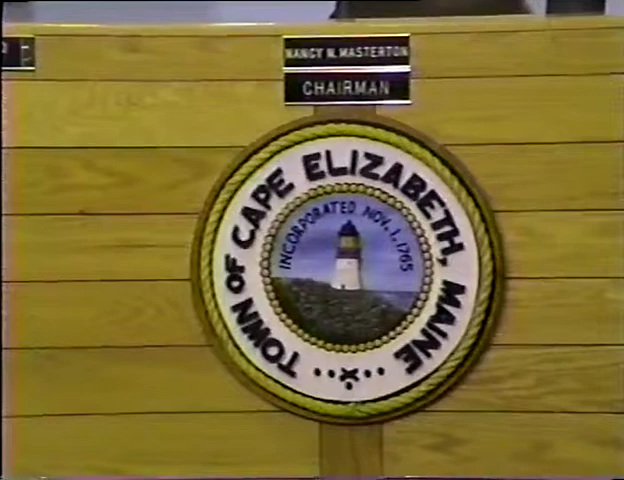 NANCY N. MASTERTON
CHAIRMAN
TOWN OF CAPE ELIZABETH, MAINE
INCORPORATED NOV. 1, 1765